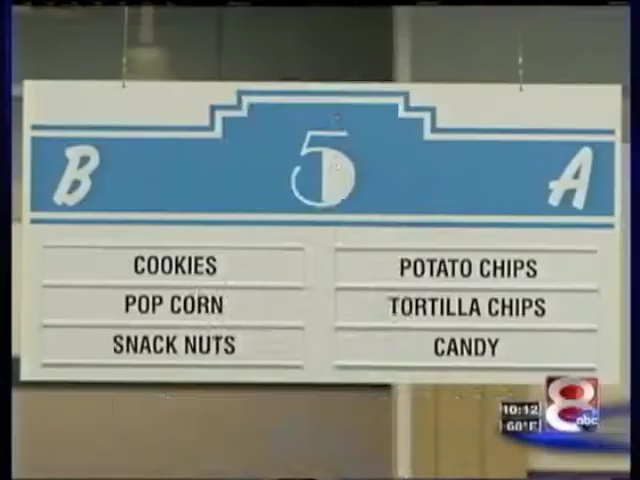 B 5 A
COOKIES POTATO CHIPS
POP CORN TORTILLA CHIPS
SNACK NUTS CANDY
10:12
68°F
8
abc